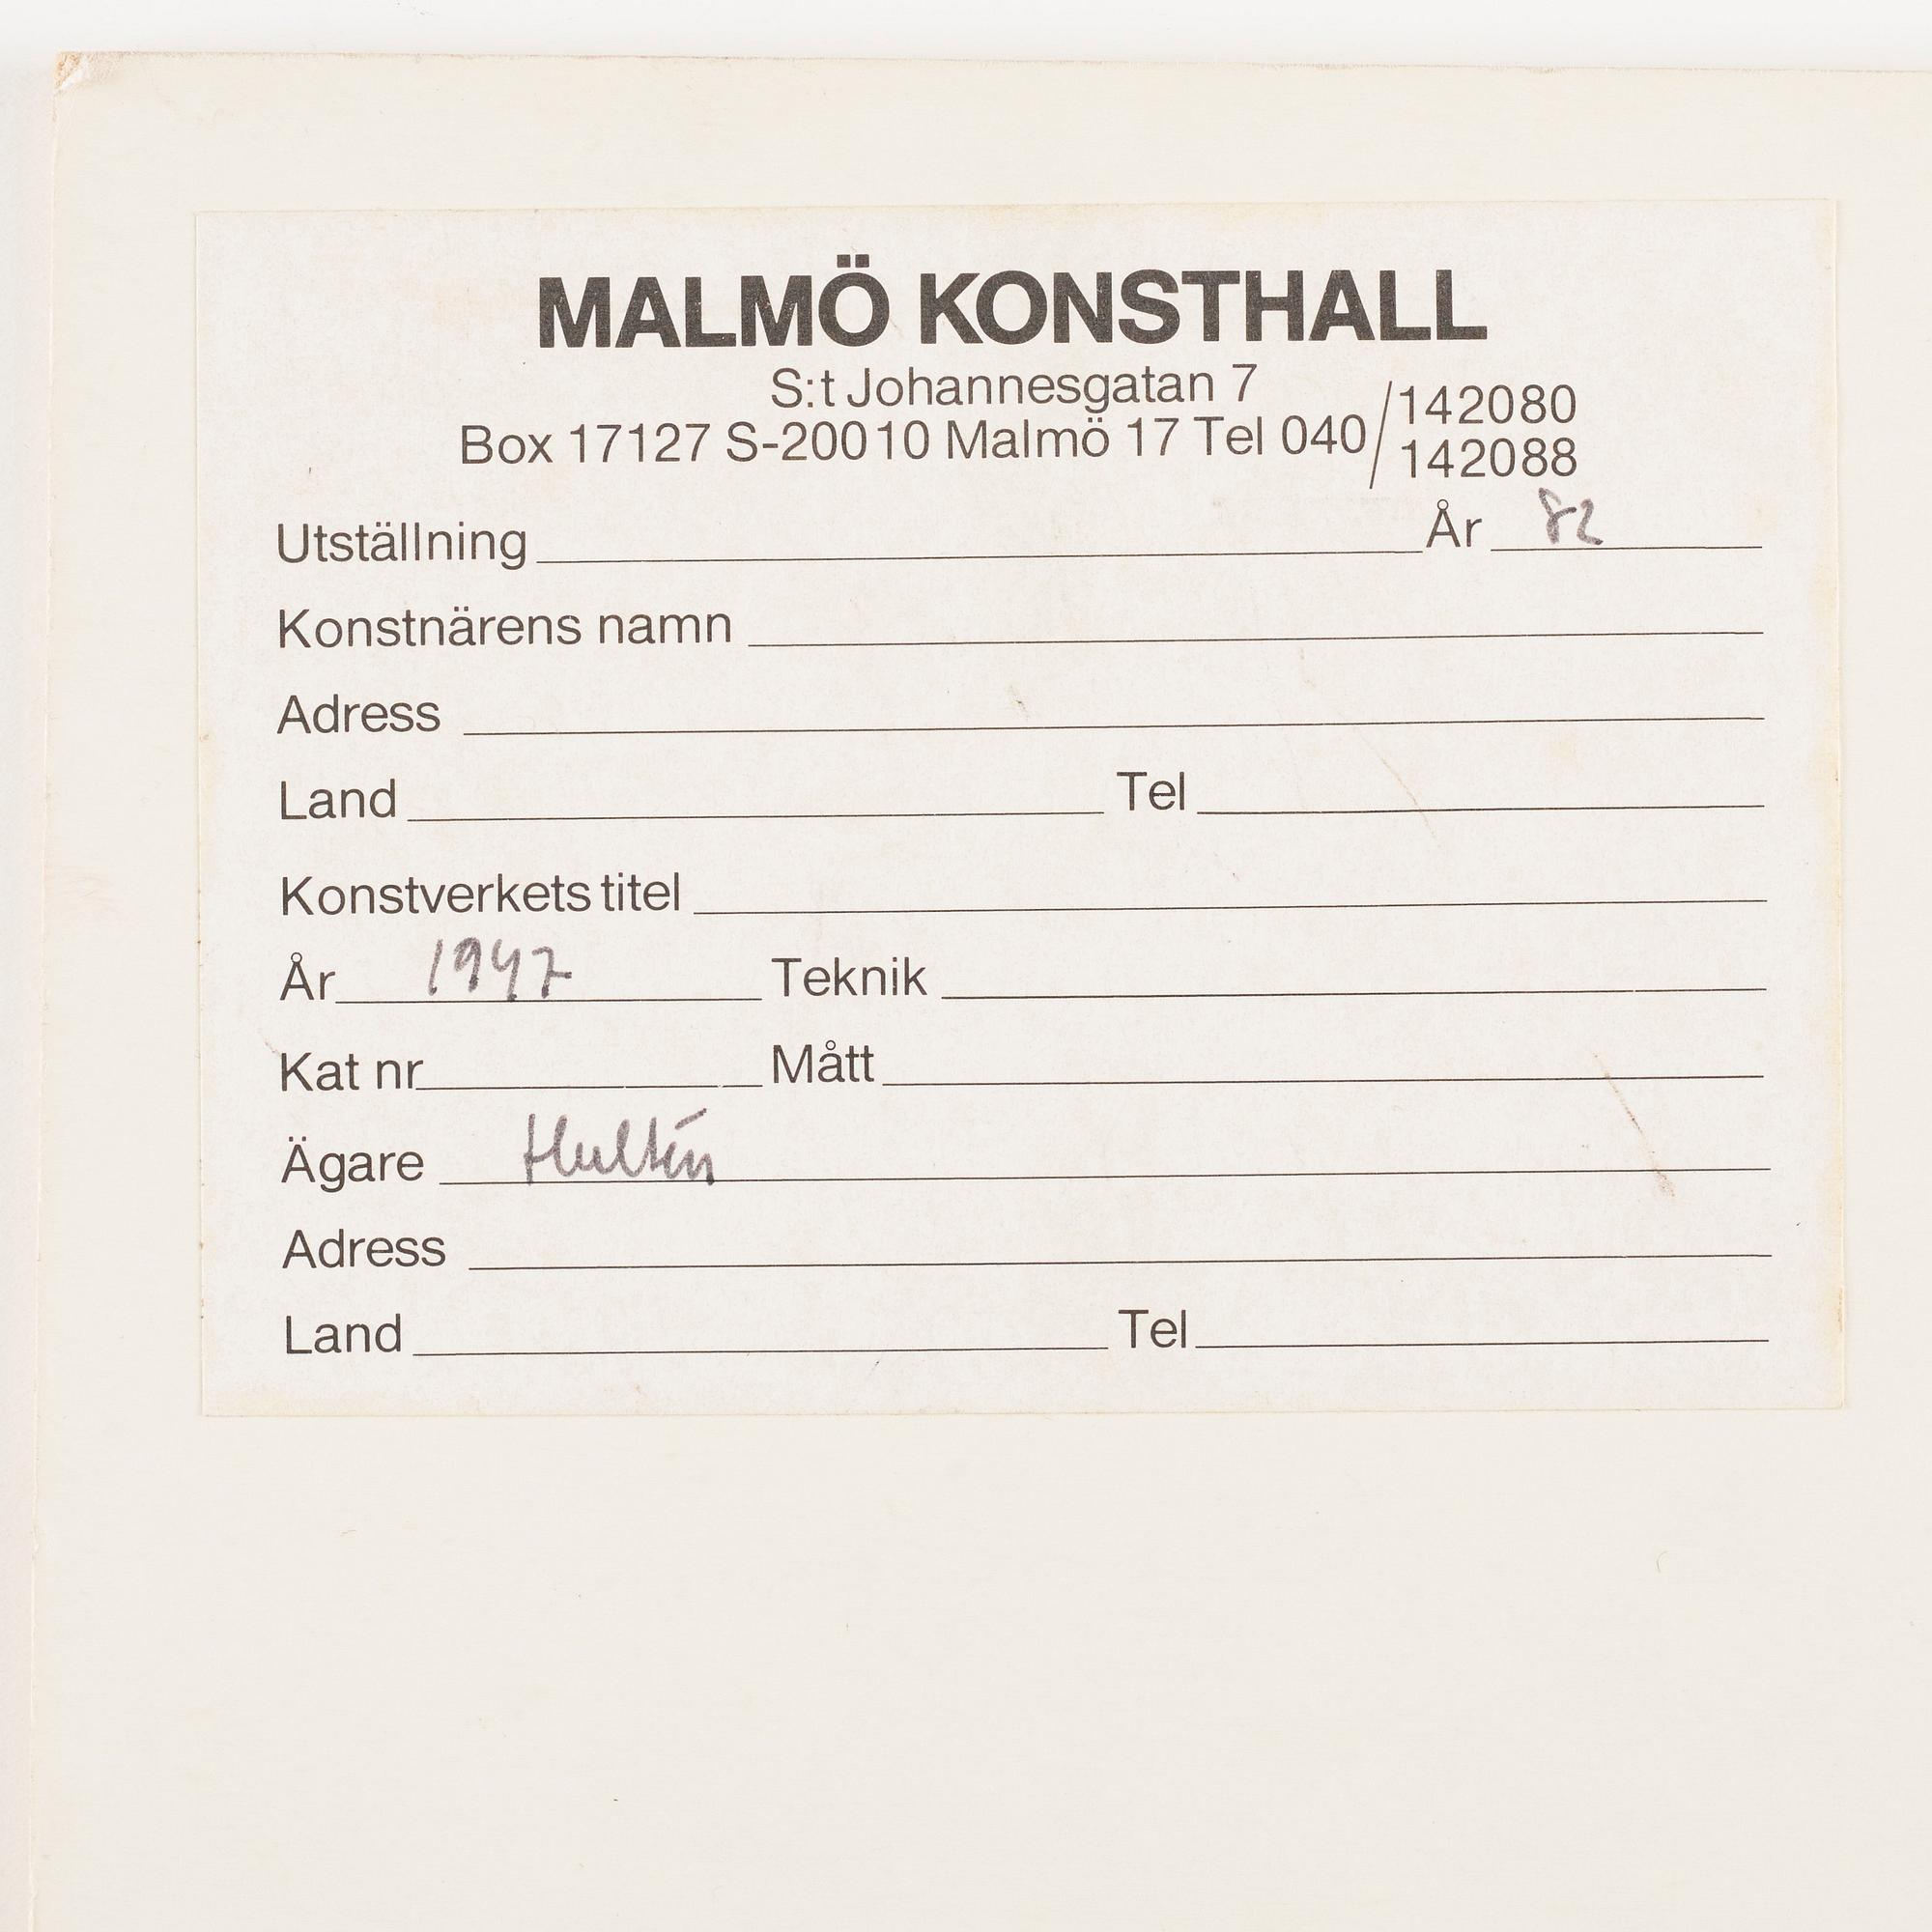 MALMÖ KONSTHALL
S:t Johannesgatan 7
Box 17127 S-20010 Malmö 17 Tel 040/142080
142088
Utställning År 82
Konstnärens namn
Adress
Land Tel
Konstverkets titel
År 1947 Teknik
Kat nr Mått
Ägare Hultén
Adress
Land Tel